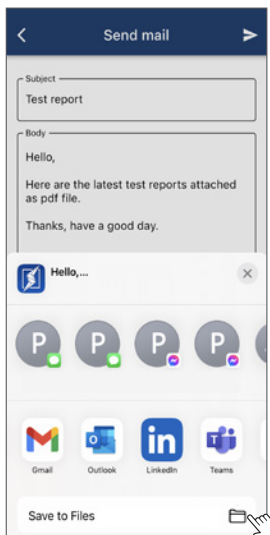 Send mail
Subject
Test report
Body
Hello,
Here are the latest test reports attached
as pdf file.
Thanks, have a good day.
Hello,...
P P P P
Gmail Outlook LinkedIn Teams
Save to Files